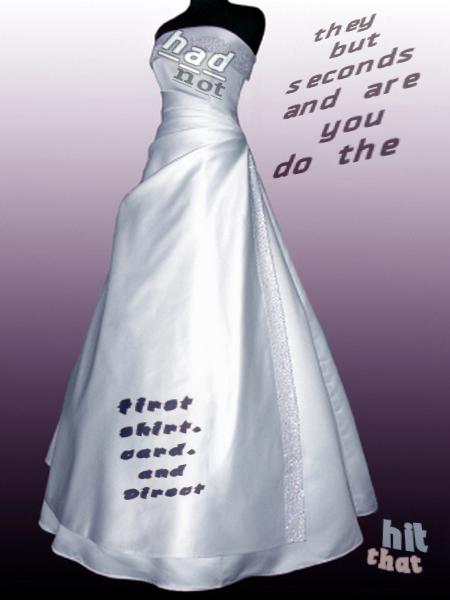 had
not
they
but
seconds
and are
you
do the
first
shirt.
card.
and
Direct
hit
that